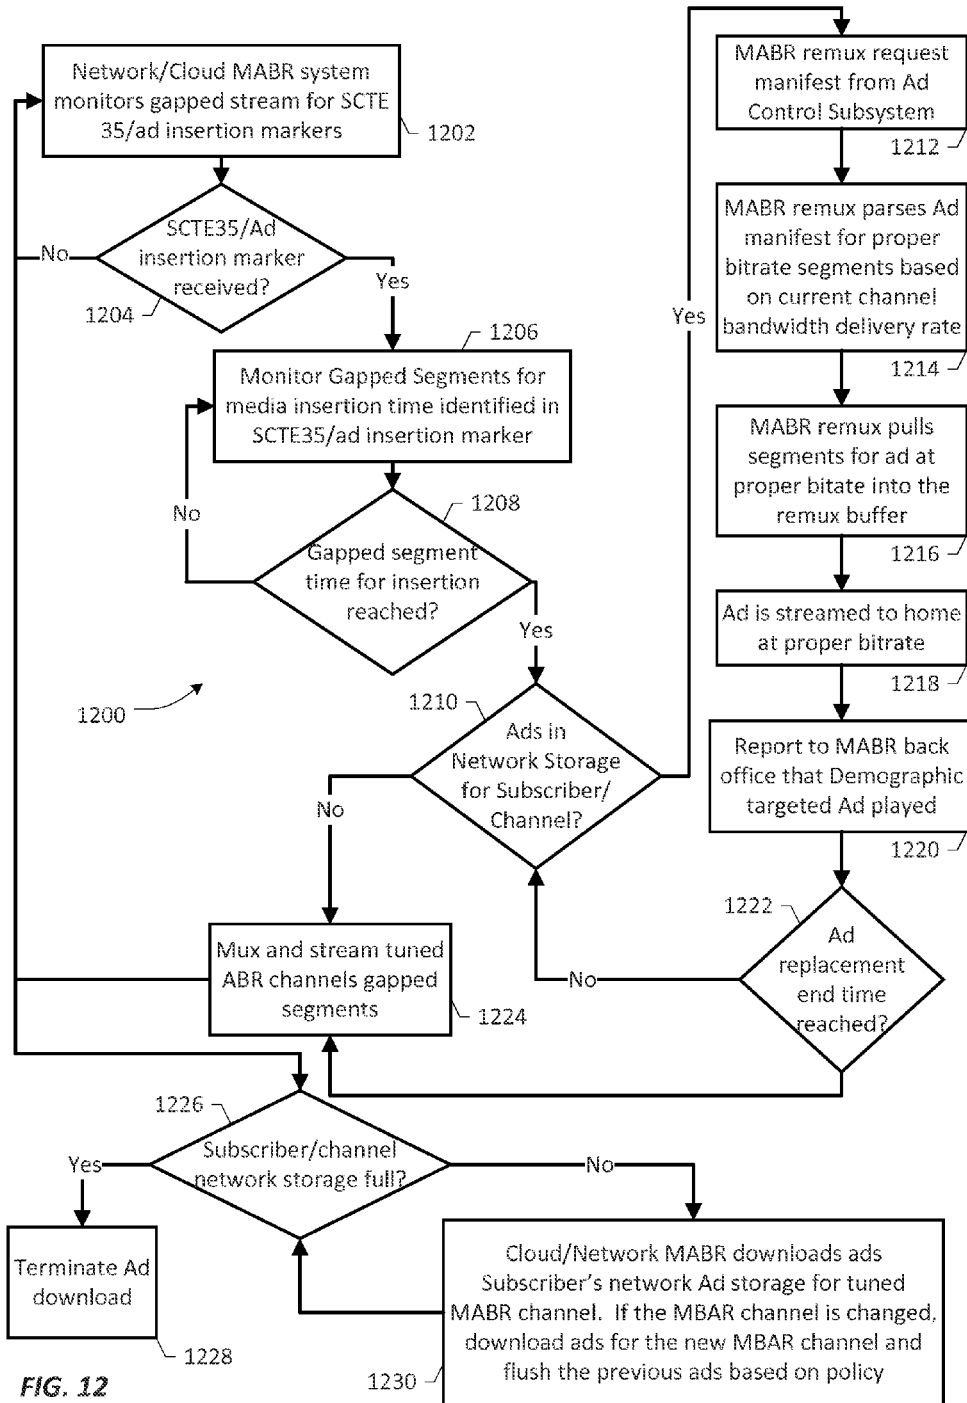 Network/Cloud MABR system
monitors gapped stream for SCTE
35/ad insertion markers
1202
SCTE35/Ad
insertion marker
received?
No
Yes
1204
1206
Monitor Gapped Segments for
media insertion time identified in
SCTE35/ad insertion marker
1208
No
Gapped segment
time for insertion
reached?
Yes
1200
1210
Ads in
Network Storage
for Subscriber/
Channel?
No
Yes
MABR remux request
manifest from Ad
Control Subsystem
1212
MABR remux parses Ad
manifest for proper
bitrate segments based
on current channel
bandwidth delivery rate
1214
MABR remux pulls
segments for ad at
proper bitate into the
remux buffer
1216
Ad is streamed to home
at proper bitrate
1218
Report to MABR back
office that Demographic
targeted Ad played
1220
1222
Ad
replacement
end time
reached?
No
Mux and stream tuned
ABR channels gapped
segments
1224
1226
Subscriber/channel
network storage full?
Yes
No
Terminate Ad
download
1228
Cloud/Network MABR downloads ads
Subscriber's network Ad storage for tuned
MABR channel. If the MBAR channel is changed,
download ads for the new MBAR channel and
flush the previous ads based on policy
1230
FIG. 12